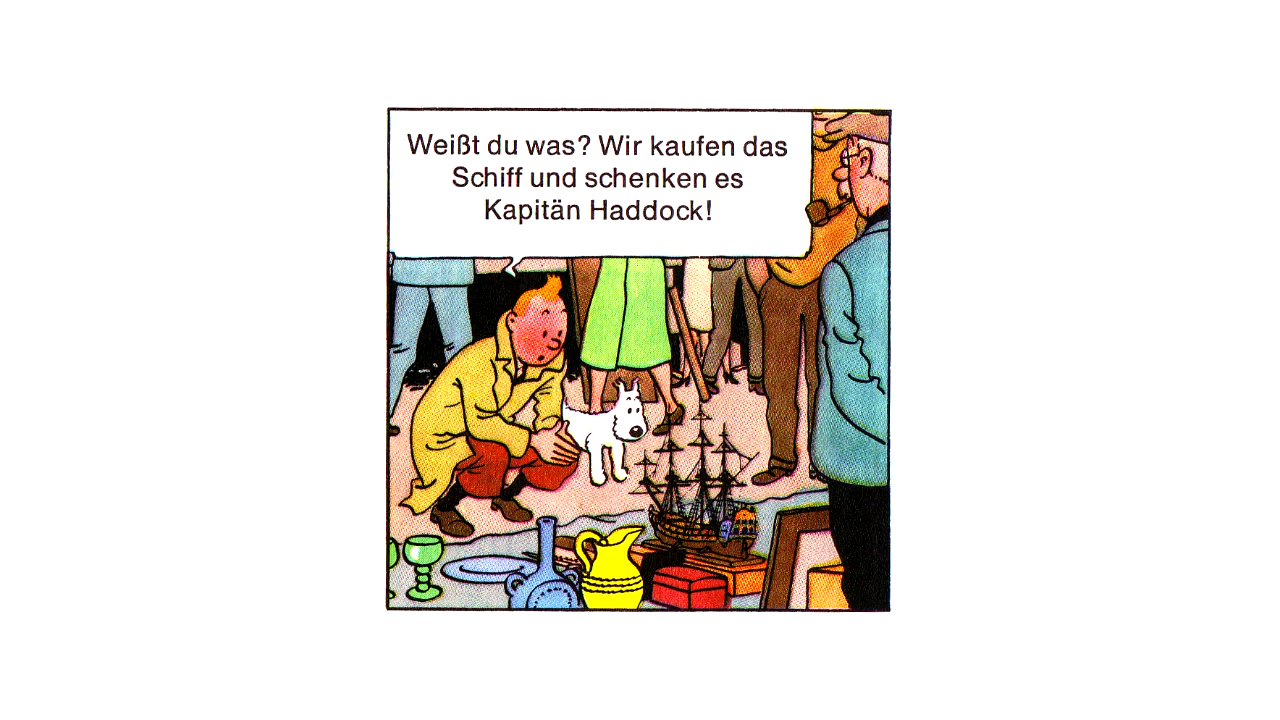 Weißt du was? Wir kaufen das
Schiff und schenken es
Kapitän Haddock!